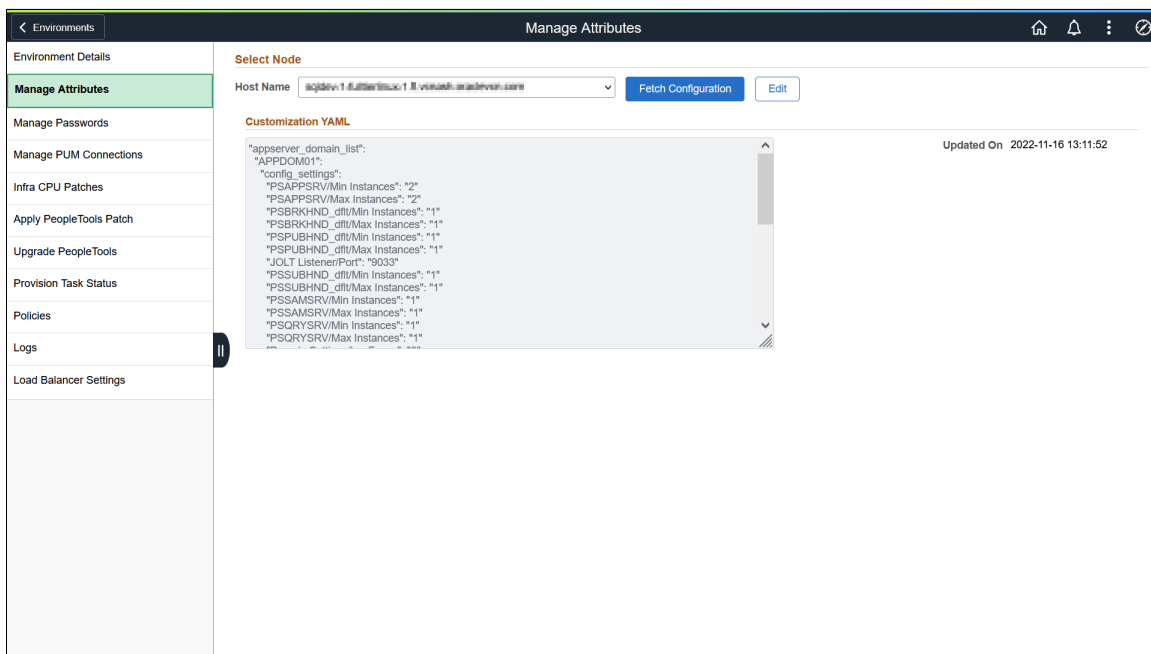 Environments
Manage Attributes
Environment Details
Manage Attributes
Manage Passwords
Manage PUM Connections
Infra CPU Patches
Apply PeopleTools Patch
Upgrade PeopleTools
Provision Task Status
Policies
Logs
Load Balancer Settings
Select Node
Host Name
Fetch Configuration
Edit
Customization YAML
"appserver_domain_list":
"APPDOM01":
"config_settings":
"PSAPPSRV/Min Instances": "2"
"PSAPPSRV/Max Instances": "2"
"PSBRKHND_dflt/Min Instances": "1"
"PSBRKHND_dflt/Max Instances": "1"
"PSPUBHND_dflt/Min Instances": "1"
"PSPUBHND_dflt/Max Instances": "1"
"JOLT Listener/Port": "9033"
"PSSUBHND_dflt/Min Instances": "1"
"PSSUBHND_dflt/Max Instances": "1"
"PSSAMSRV/Min Instances": "1"
"PSSAMSRV/Max Instances": "1"
"PSQRYSRV/Min Instances": "1"
"PSQRYSRV/Max Instances": "1"
Updated On 2022-11-16 13:11:52